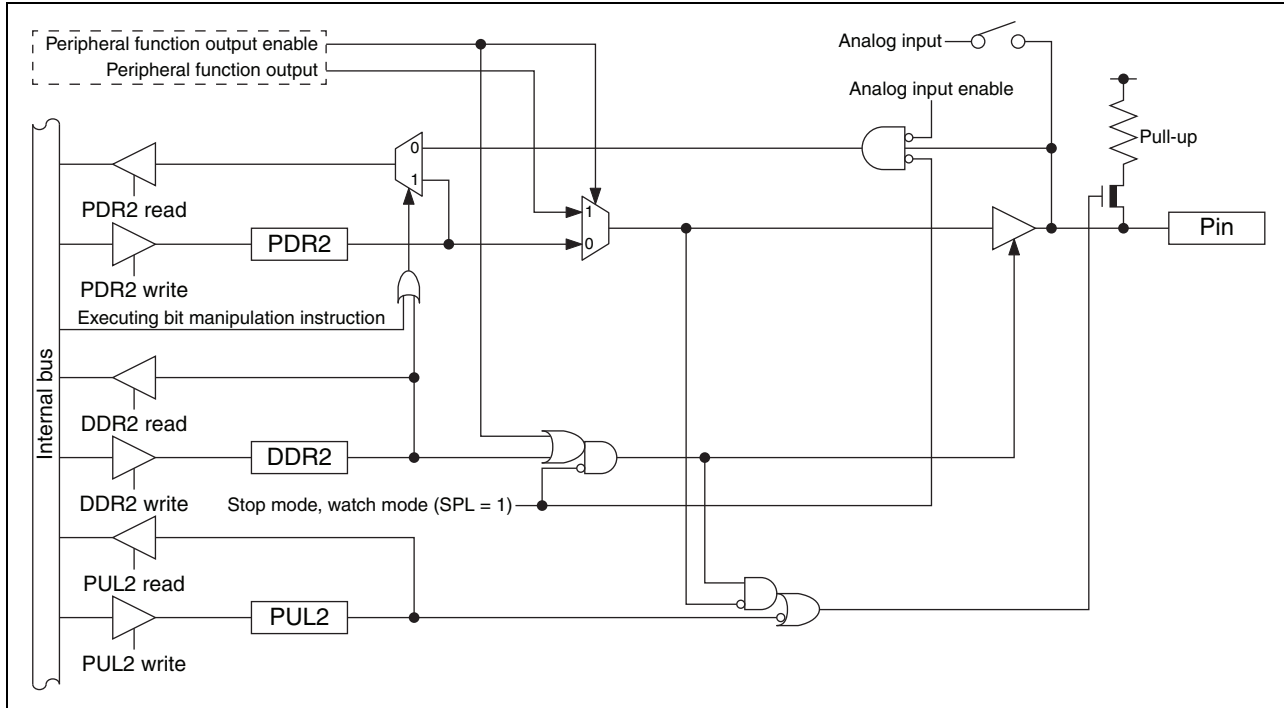 Peripheral function output enable
Peripheral function output
Analog input
Analog input enable
Pull-up
0
1
PDR2 read
1
0
PDR2
Pin
PDR2 write
Executing bit manipulation instruction
Internal bus
DDR2 read
DDR2
DDR2 write
Stop mode, watch mode (SPL = 1)
PUL2 read
PUL2
PUL2 write